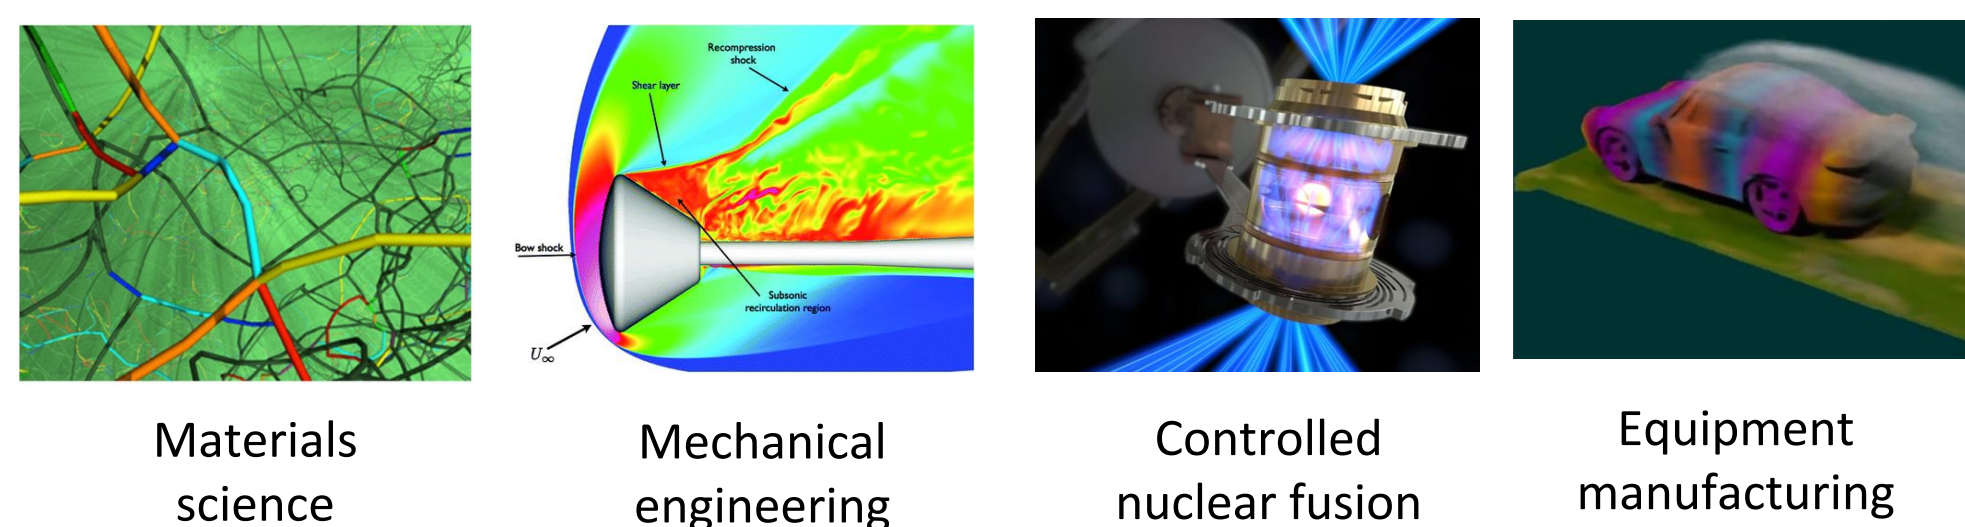 Recompression
shock
Shear layer
Bow shock
Subsonic
recirculation region
U∞
Materials
science
Mechanical
engineering
Controlled
nuclear fusion
Equipment
manufacturing